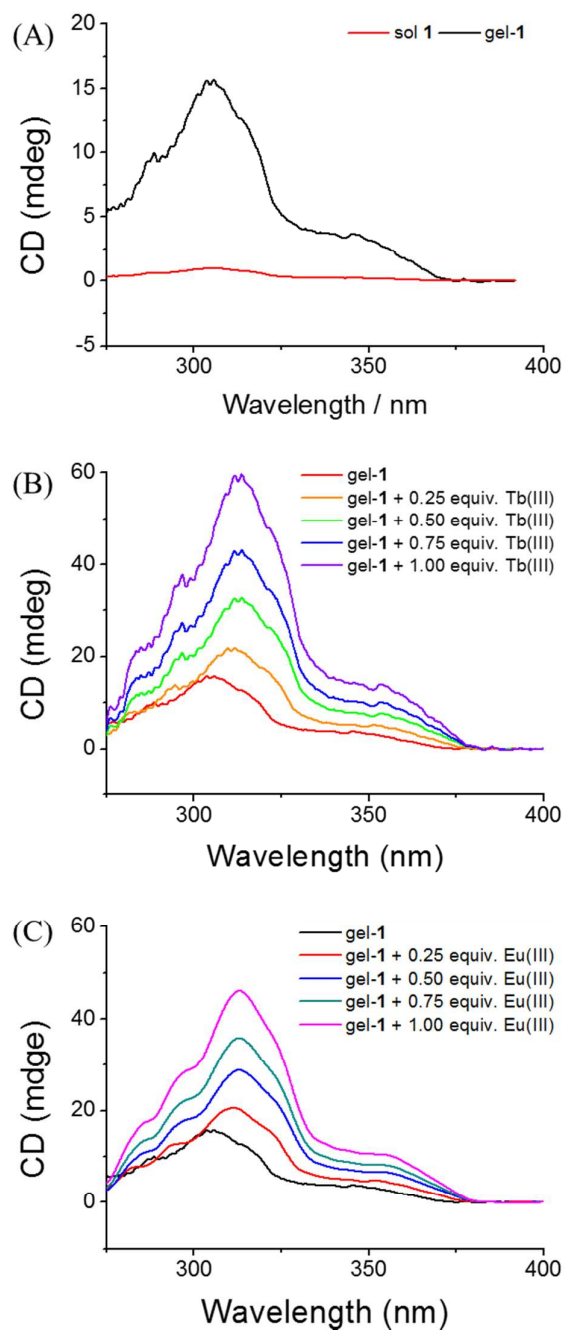 (A)
sol 1
gel-1
20
15
10
5
0
-5
CD (mdeg)
300
350
400
Wavelength / nm
(B)
gel-1
gel-1 + 0.25 equiv. Tb(III)
gel-1 + 0.50 equiv. Tb(III)
gel-1 + 0.75 equiv. Tb(III)
gel-1 + 1.00 equiv. Tb(III)
60
40
20
0
CD (mdeg)
300
350
400
Wavelength (nm)
(C)
gel-1
gel-1 + 0.25 equiv. Eu(III)
gel-1 + 0.50 equiv. Eu(III)
gel-1 + 0.75 equiv. Eu(III)
gel-1 + 1.00 equiv. Eu(III)
60
40
20
0
CD (mdge)
300
350
400
Wavelength (nm)